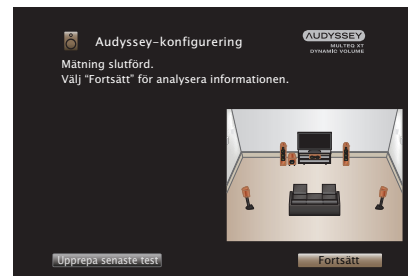 Audyssey-konfigurering
AUDYSSEY
MULTEQ XT
DYNAMIC VOLUME
Mätning slutförd.
Välj “Fortsätt” för analysera informationen.
Upprepa senaste test
Fortsätt